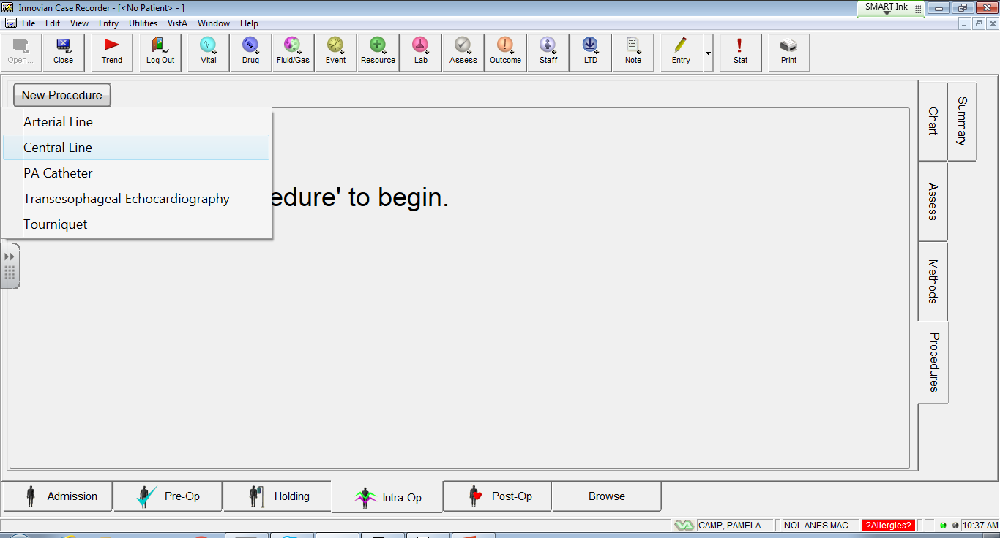 Innovian Case Recorder - [<No Patient> - ]
SMART Ink
File Edit View Entry Utilities VistA Window Help
Open... Close Trend Log Out Vital Drug Fluid/Gas Event Resource Lab Assess Outcome Staff LTD Note Entry Stat Print
New Procedure
Arterial Line
Central Line
PA Catheter
Transesophageal Echocardiography
Tourniquet
edure' to begin.
Summary
Chart
Assess
Methods
Procedures
Admission Pre-Op Holding Intra-Op Post-Op Browse
CAMP, PAMELA NOL ANES MAC ?Allergies? 10:37 AM